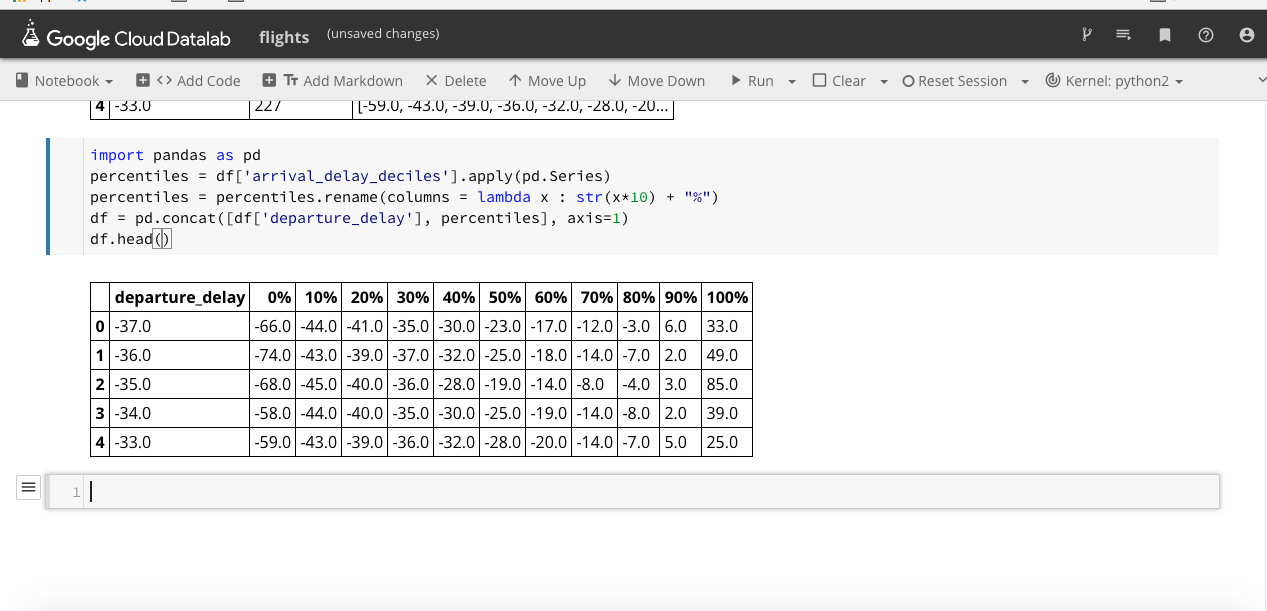 Google Cloud Datalab flights (unsaved changes)
Notebook <> Add Code Tт Add Markdown Delete Move Up Move Down Run Clear Reset Session Kernel: python2
4 -33.0 227 [-59.0, -43.0, -39.0, -36.0, -32.0, -28.0, -20...
import pandas as pd
percentiles = df['arrival_delay_deciles'].apply(pd.Series)
percentiles = percentiles.rename(columns = lambda x : str(x*10) + "%")
df = pd.concat([df['departure_delay'], percentiles], axis=1)
df.head()
departure_delay 0% 10% 20% 30% 40% 50% 60% 70% 80% 90% 100%
0 -37.0 -66.0 -44.0 -41.0 -35.0 -30.0 -23.0 -17.0 -12.0 -3.0 6.0 33.0
1 -36.0 -74.0 -43.0 -39.0 -37.0 -32.0 -25.0 -18.0 -14.0 -7.0 2.0 49.0
2 -35.0 -68.0 -45.0 -40.0 -36.0 -28.0 -19.0 -14.0 -8.0 -4.0 3.0 85.0
3 -34.0 -58.0 -44.0 -40.0 -35.0 -30.0 -25.0 -19.0 -14.0 -8.0 2.0 39.0
4 -33.0 -59.0 -43.0 -39.0 -36.0 -32.0 -28.0 -20.0 -14.0 -7.0 5.0 25.0
1